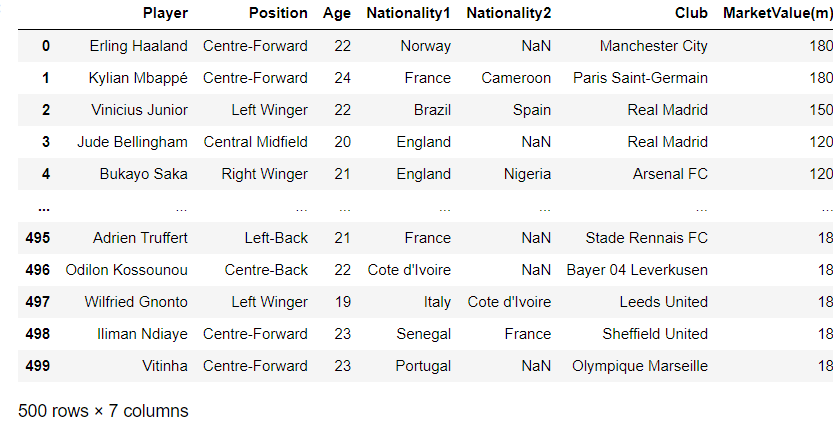 Player Position Age Nationality1 Nationality2 Club MarketValue(m)
0 Erling Haaland Centre-Forward 22 Norway NaN Manchester City 180
1 Kylian Mbappé Centre-Forward 24 France Cameroon Paris Saint-Germain 180
2 Vinicius Junior Left Winger 22 Brazil Spain Real Madrid 150
3 Jude Bellingham Central Midfield 20 England NaN Real Madrid 120
4 Bukayo Saka Right Winger 21 England Nigeria Arsenal FC 120
... ... ... ... ... ... ... ...
495 Adrien Truffert Left-Back 21 France NaN Stade Rennais FC 18
496 Odilon Kossounou Centre-Back 22 Cote d'Ivoire NaN Bayer 04 Leverkusen 18
497 Wilfried Gnonto Left Winger 19 Italy Cote d'Ivoire Leeds United 18
498 Iliman Ndiaye Centre-Forward 23 Senegal France Sheffield United 18
499 Vitinha Centre-Forward 23 Portugal NaN Olympique Marseille 18
500 rows × 7 columns